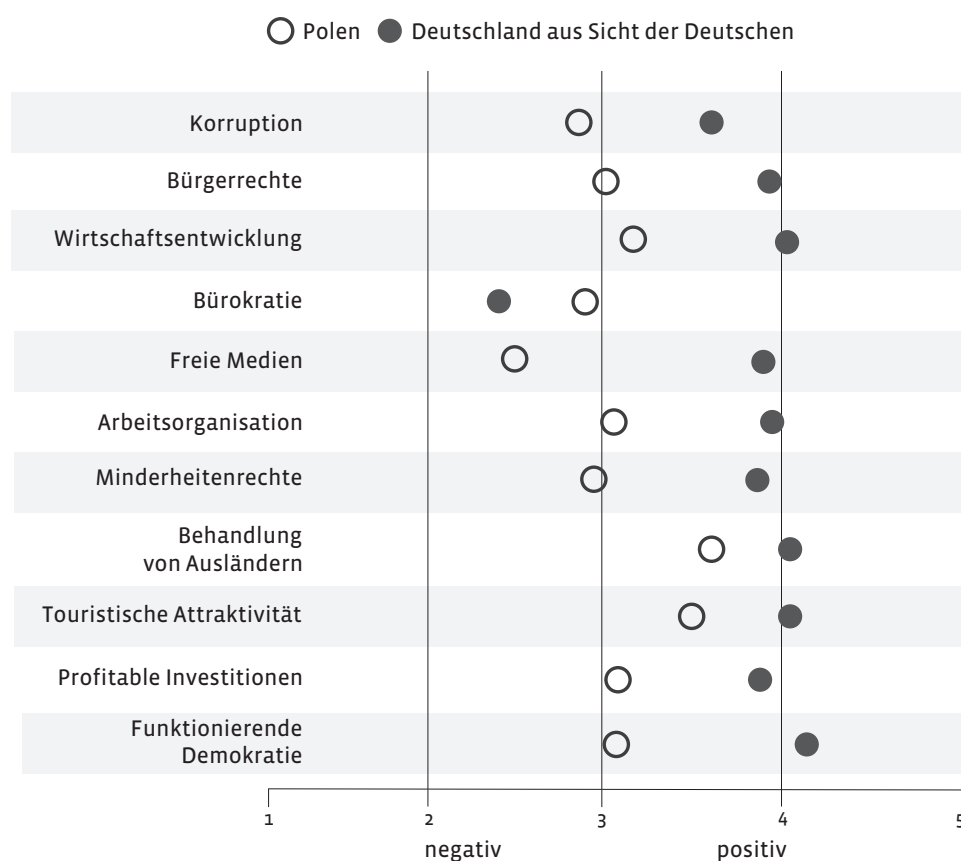 Polen Deutschland aus Sicht der Deutschen
Korruption
Bürgerrechte
Wirtschaftsentwicklung
Bürokratie
Freie Medien
Arbeitsorganisation
Minderheitenrechte
Behandlung
von Ausländern
Touristische Attraktivität
Profitable Investitionen
Funktionierende
Demokratie
1 2 3 4 5
negativ positiv